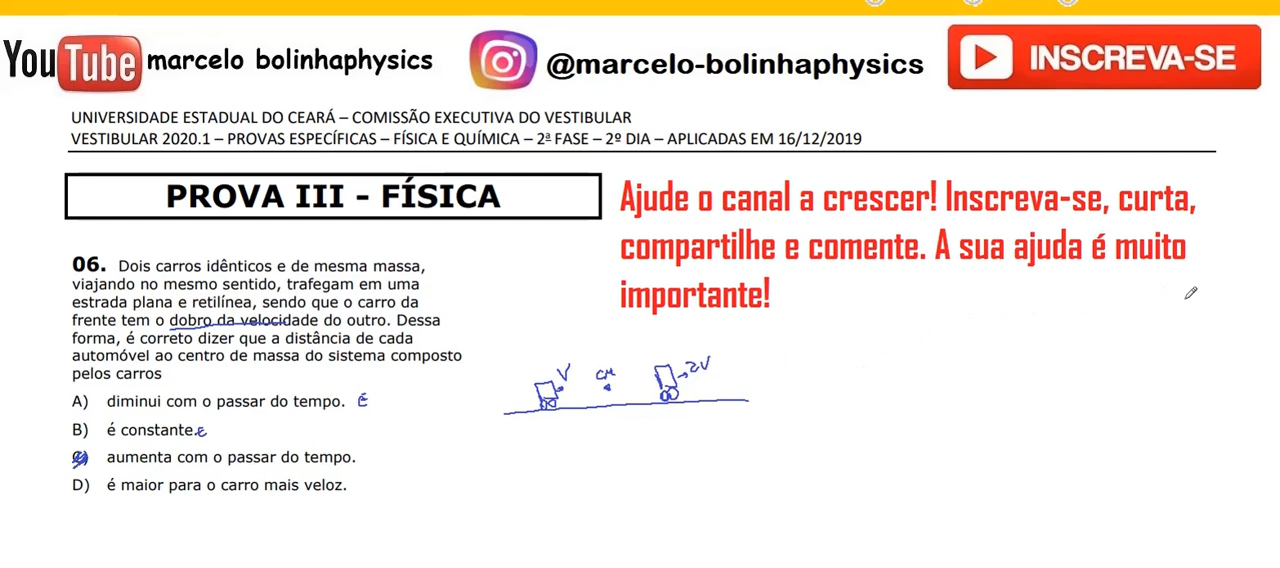 YouTube marcelo bolinhaphysics
@marcelo-bolinhaphysics
INSCREVA-SE
UNIVERSIDADE ESTADUAL DO CEARÁ – COMISSÃO EXECUTIVA DO VESTIBULAR
VESTIBULAR 2020.1 – PROVAS ESPECÍFICAS – FÍSICA E QUÍMICA – 2ª FASE – 2º DIA – APLICADAS EM 16/12/2019
PROVA III - FÍSICA
Ajude o canal a crescer! Inscreva-se, curta,
compartilhe e comente. A sua ajuda é muito
importante!
06. Dois carros idênticos e de mesma massa,
viajando no mesmo sentido, trafegam em uma
estrada plana e retilínea, sendo que o carro da
frente tem o dobro da velocidade do outro. Dessa
forma, é correto dizer que a distância de cada
automóvel ao centro de massa do sistema composto
pelos carros
A) diminui com o passar do tempo. E
B) é constante. E
C) aumenta com o passar do tempo.
D) é maior para o carro mais veloz.
V CM 2V